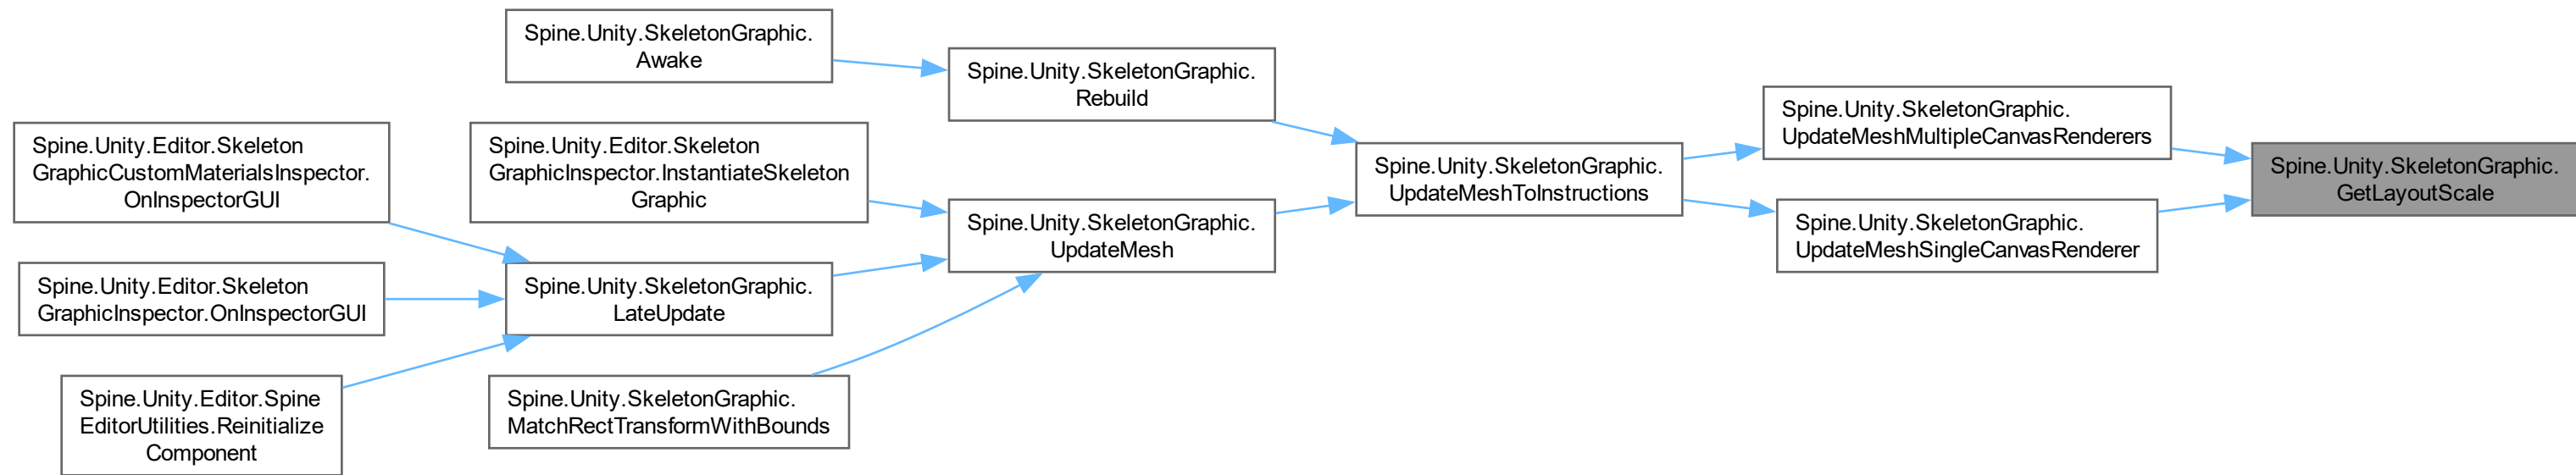 Spine.Unity.SkeletonGraphic.
Awake
Spine.Unity.SkeletonGraphic.
Rebuild
Spine.Unity.SkeletonGraphic.
UpdateMeshMultipleCanvasRenderers
Spine.Unity.Editor.Skeleton
GraphicCustomMaterialsInspector.
OnInspectorGUI
Spine.Unity.Editor.Skeleton
GraphicInspector.InstantiateSkeleton
Graphic
Spine.Unity.SkeletonGraphic.
UpdateMeshToInstructions
Spine.Unity.SkeletonGraphic.
GetLayoutScale
Spine.Unity.SkeletonGraphic.
UpdateMesh
Spine.Unity.SkeletonGraphic.
UpdateMeshSingleCanvasRenderer
Spine.Unity.Editor.Skeleton
GraphicInspector.OnInspectorGUI
Spine.Unity.SkeletonGraphic.
LateUpdate
Spine.Unity.Editor.Spine
EditorUtilities.Reinitialize
Component
Spine.Unity.SkeletonGraphic.
MatchRectTransformWithBounds